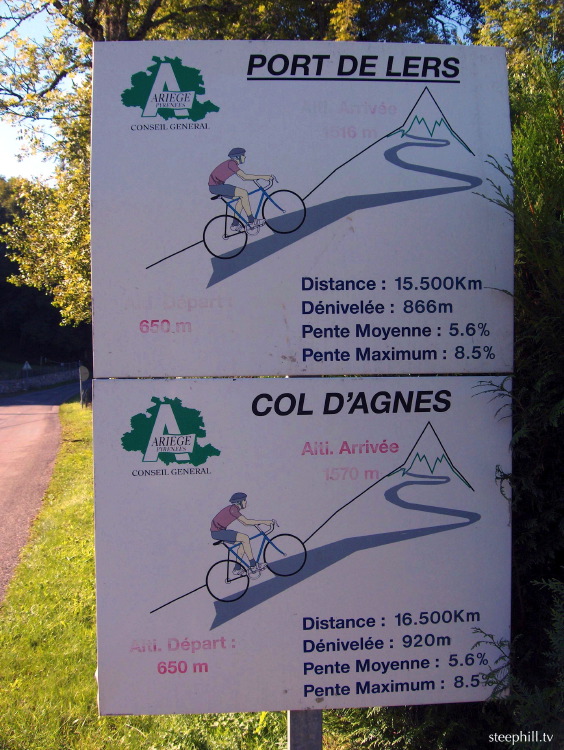 PORT DE LERS
ARIEGE
PYRENEES
CONSEIL GENERAL
Alti. Arrivée
1516 m
Alti. Départ :
650 m
Distance : 15.500Km
Dénivelée : 866m
Pente Moyenne : 5.6%
Pente Maximum : 8.5%
COL D'AGNES
ARIEGE
PYRENEES
CONSEIL GENERAL
Alti. Arrivée
1570 m
Alti. Départ :
650 m
Distance : 16.500Km
Dénivelée : 920m
Pente Moyenne : 5.6%
Pente Maximum : 8.5%
steephill.tv